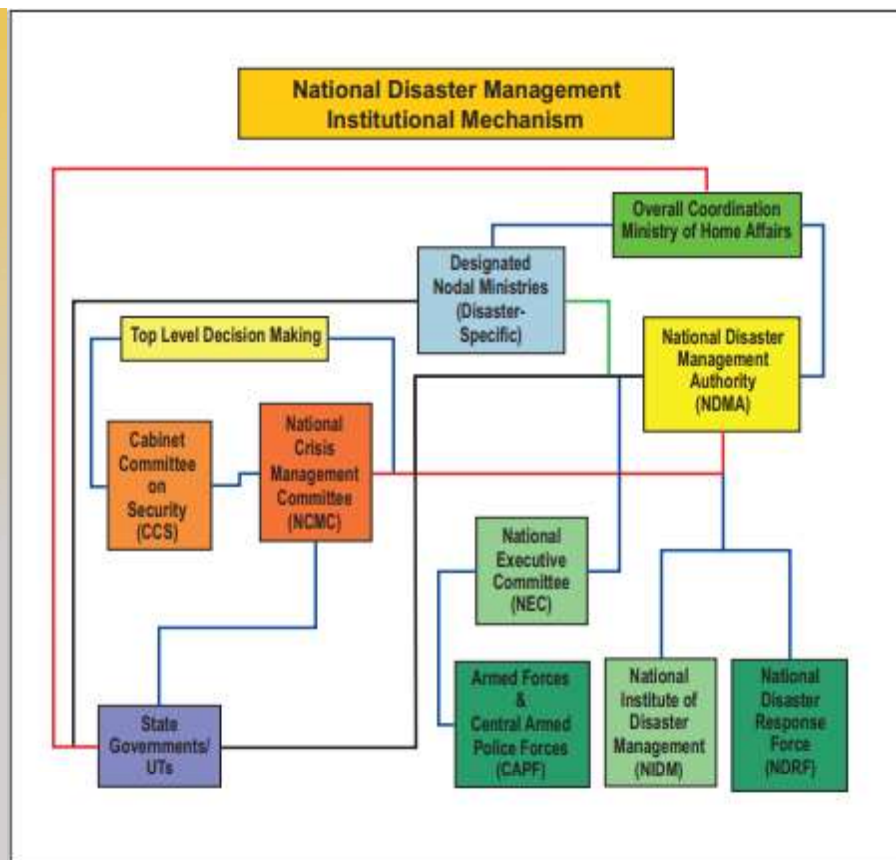 National Disaster Management
Institutional Mechanism
Overall Coordination
Ministry of Home Affairs
Designated
Nodal Ministries
(Disaster-
Specific)
Top Level Decision Making
National Disaster
Management
Authority
(NDMA)
Cabinet
Committee
on
Security
(CCS)
National
Crisis
Management
Committee
(NCMC)
National
Executive
Committee
(NEC)
State
Governments/
UTs
Armed Forces
&
Central Armed
Police Forces
(CAPF)
National
Institute of
Disaster
Management
(NIDM)
National
Disaster
Response
Force
(NDRF)